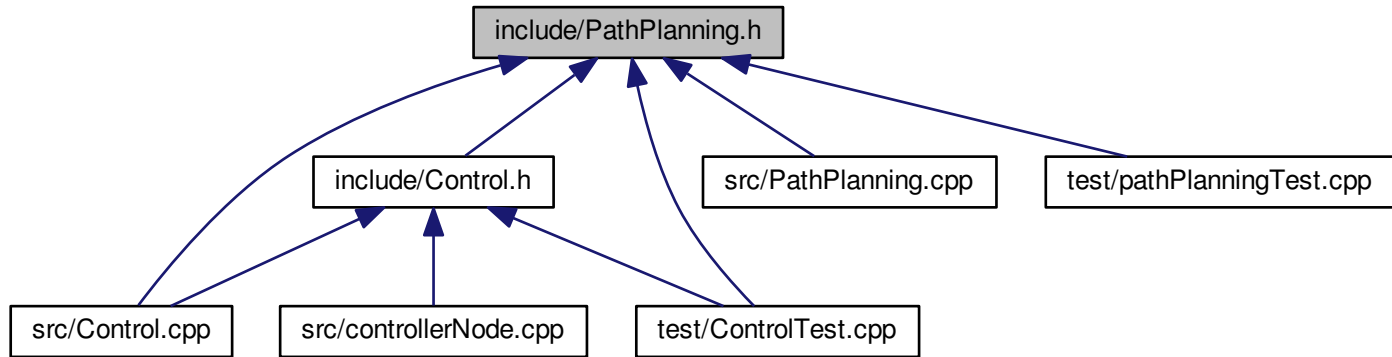 include/PathPlanning.h
include/Control.h
src/PathPlanning.cpp
test/pathPlanningTest.cpp
src/Control.cpp
src/controllerNode.cpp
test/ControlTest.cpp